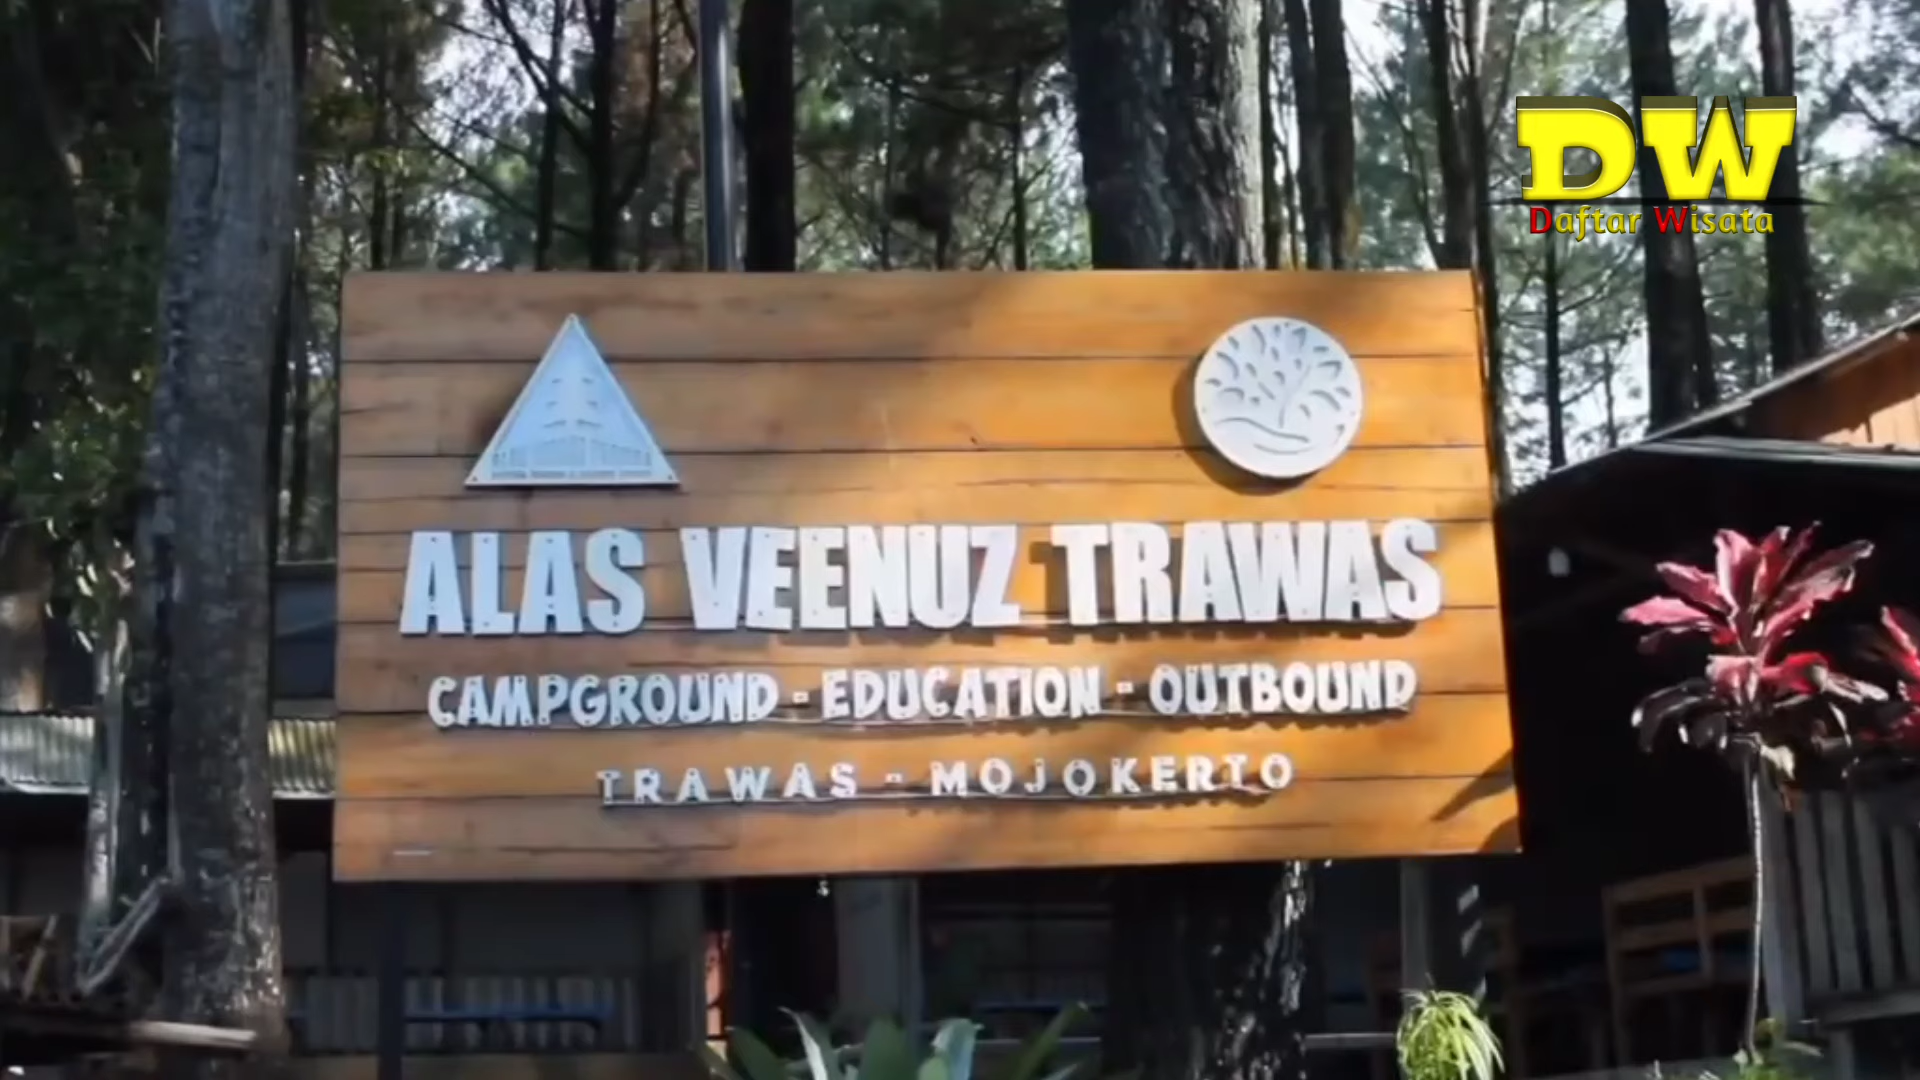 DW
Daftar Wisata
ALAS VEENUZ TRAWAS
CAMPGROUND - EDUCATION - OUTBOUND
TRAWAS - MOJOKERTO